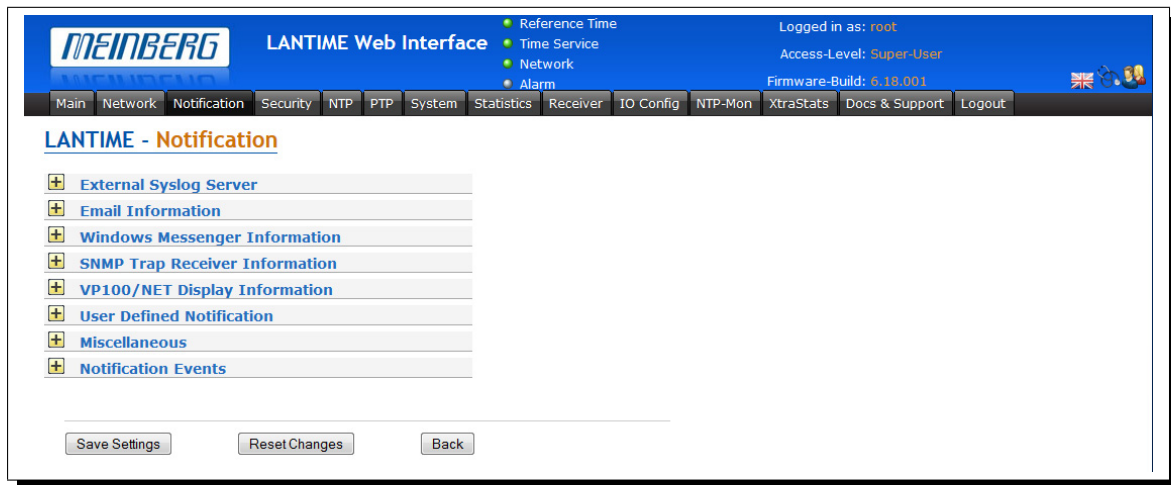 MEINBERG
LANTIME Web Interface
Reference Time
Time Service
Network
Alarm
Logged in as: root
Access-Level: Super-User
Firmware-Build: 6.18.001
Main Network Notification Security NTP PTP System Statistics Receiver IO Config NTP-Mon XtraStats Docs & Support Logout
LANTIME - Notification
External Syslog Server
Email Information
Windows Messenger Information
SNMP Trap Receiver Information
VP100/NET Display Information
User Defined Notification
Miscellaneous
Notification Events
Save Settings Reset Changes Back